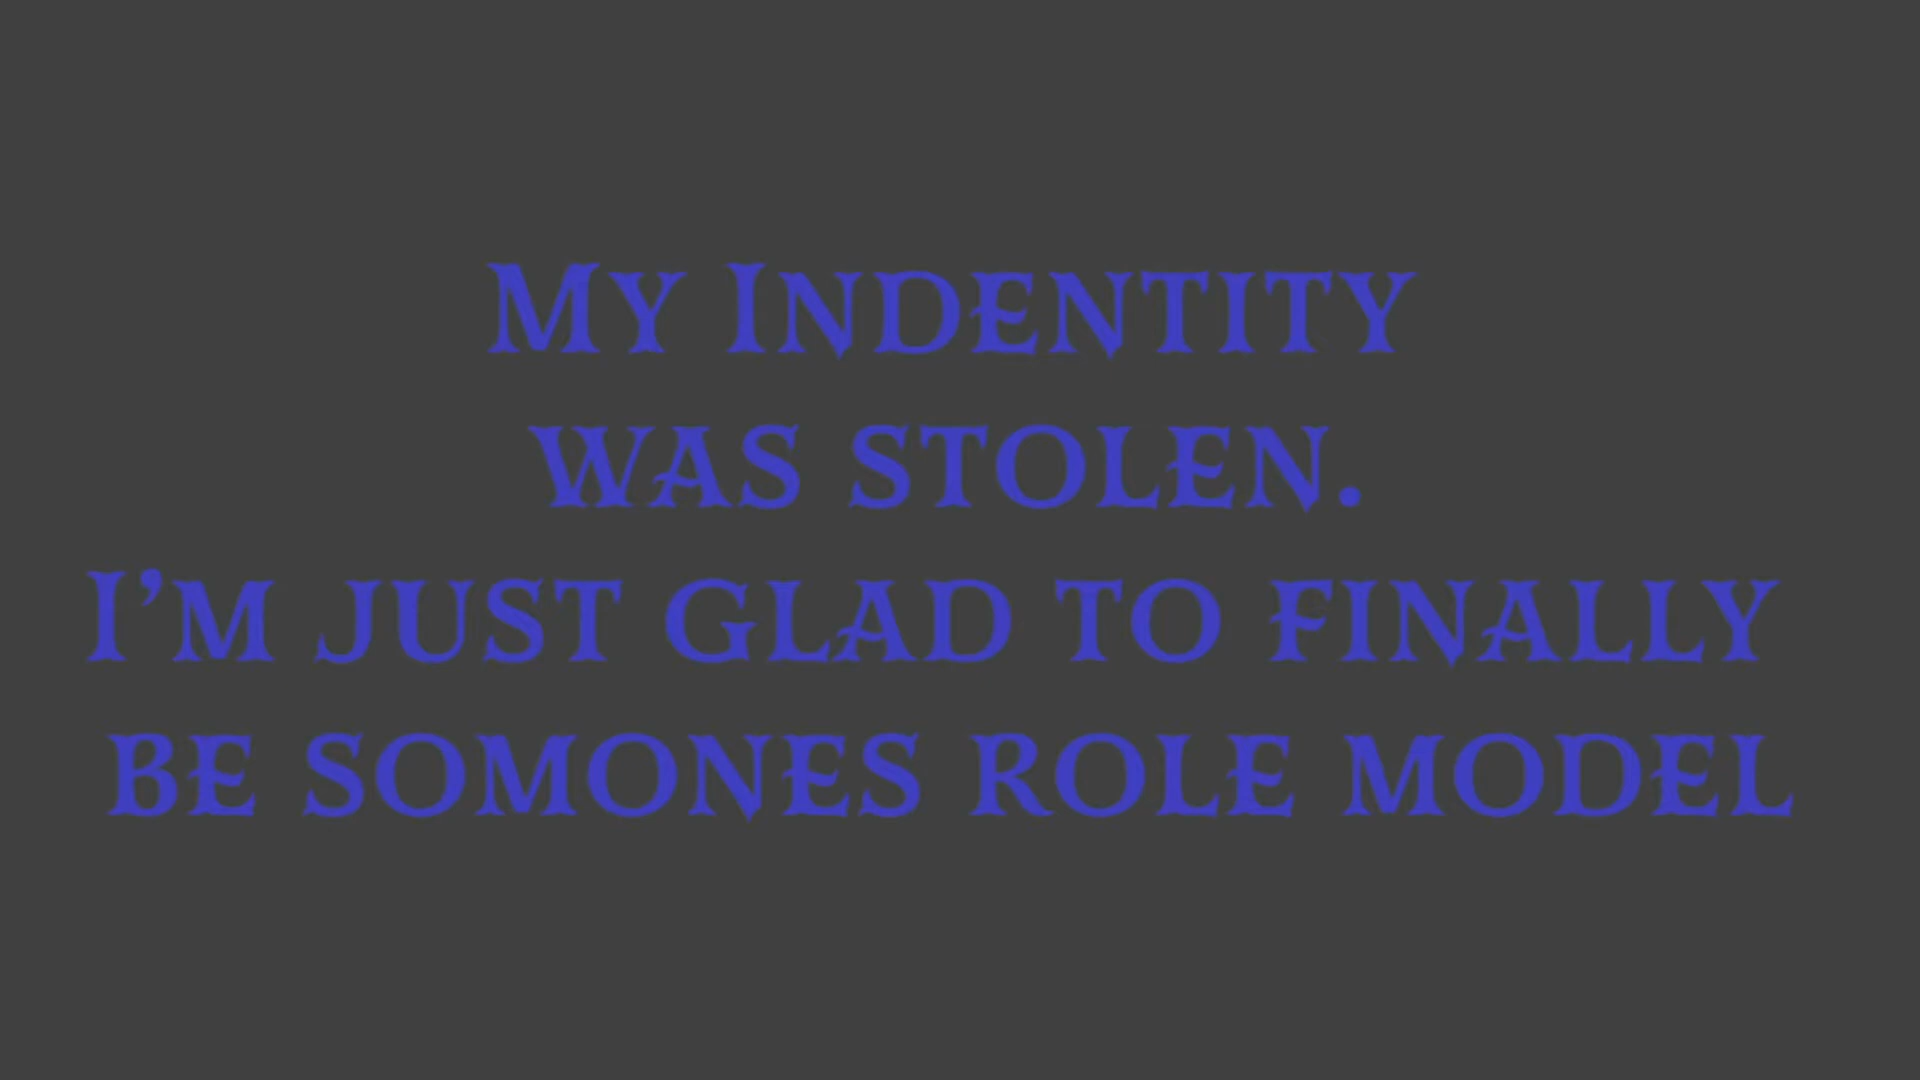 My Indentity
was stolen.
I'm just glad to finally
be somones role model